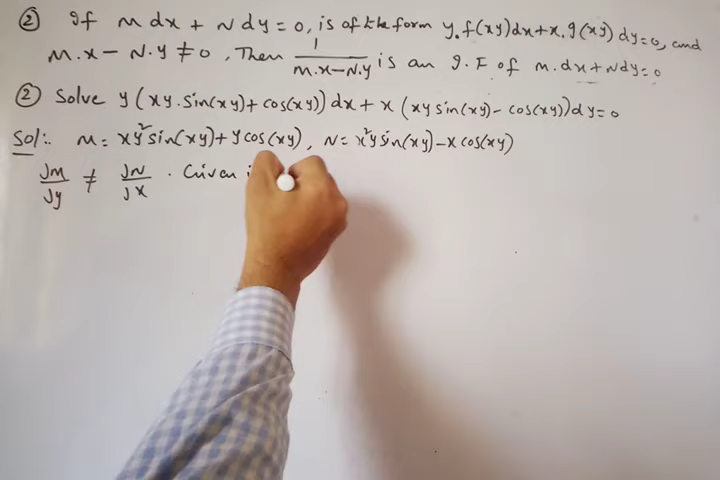 ② If M dx + N dy = 0, is of the form y.f(xy)dx + x.g(xy) dy=0, and
M.x - N.y ≠ 0, Then 1/(M.x-N.y) is an I.F of M.dx+Ndy=0
② Solve y(xy.sin(xy)+cos(xy))dx + x(xy sin(xy)-cos(xy))dy=0
Sol:- M = xy² sin(xy)+y cos(xy), N = x²y sin(xy)-x cos(xy)
∂M/∂y ≠ ∂N/∂x . Given